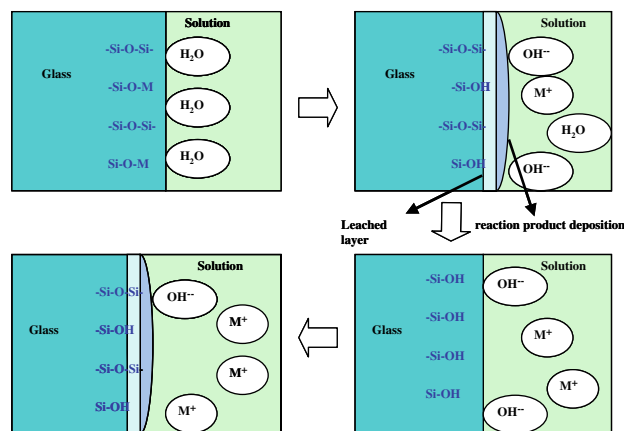 Solution
-Si-O-Si-
H2O
Glass
-Si-O-M
H2O
-Si-O-Si-
Si-O-M
H2O
Solution
-Si-O-Si-
OH--
Glass
-Si-OH
M+
-Si-O-Si-
H2O
Si-OH
OH--
Leached
layer
reaction product deposition
Solution
-Si-OH
OH--
-Si-OH
Glass
M+
-Si-OH
Si-OH
M+
OH--
Solution
-Si-O-Si-
OH--
Glass
-Si-OH
M+
-Si-O-Si-
M+
Si-OH
M+